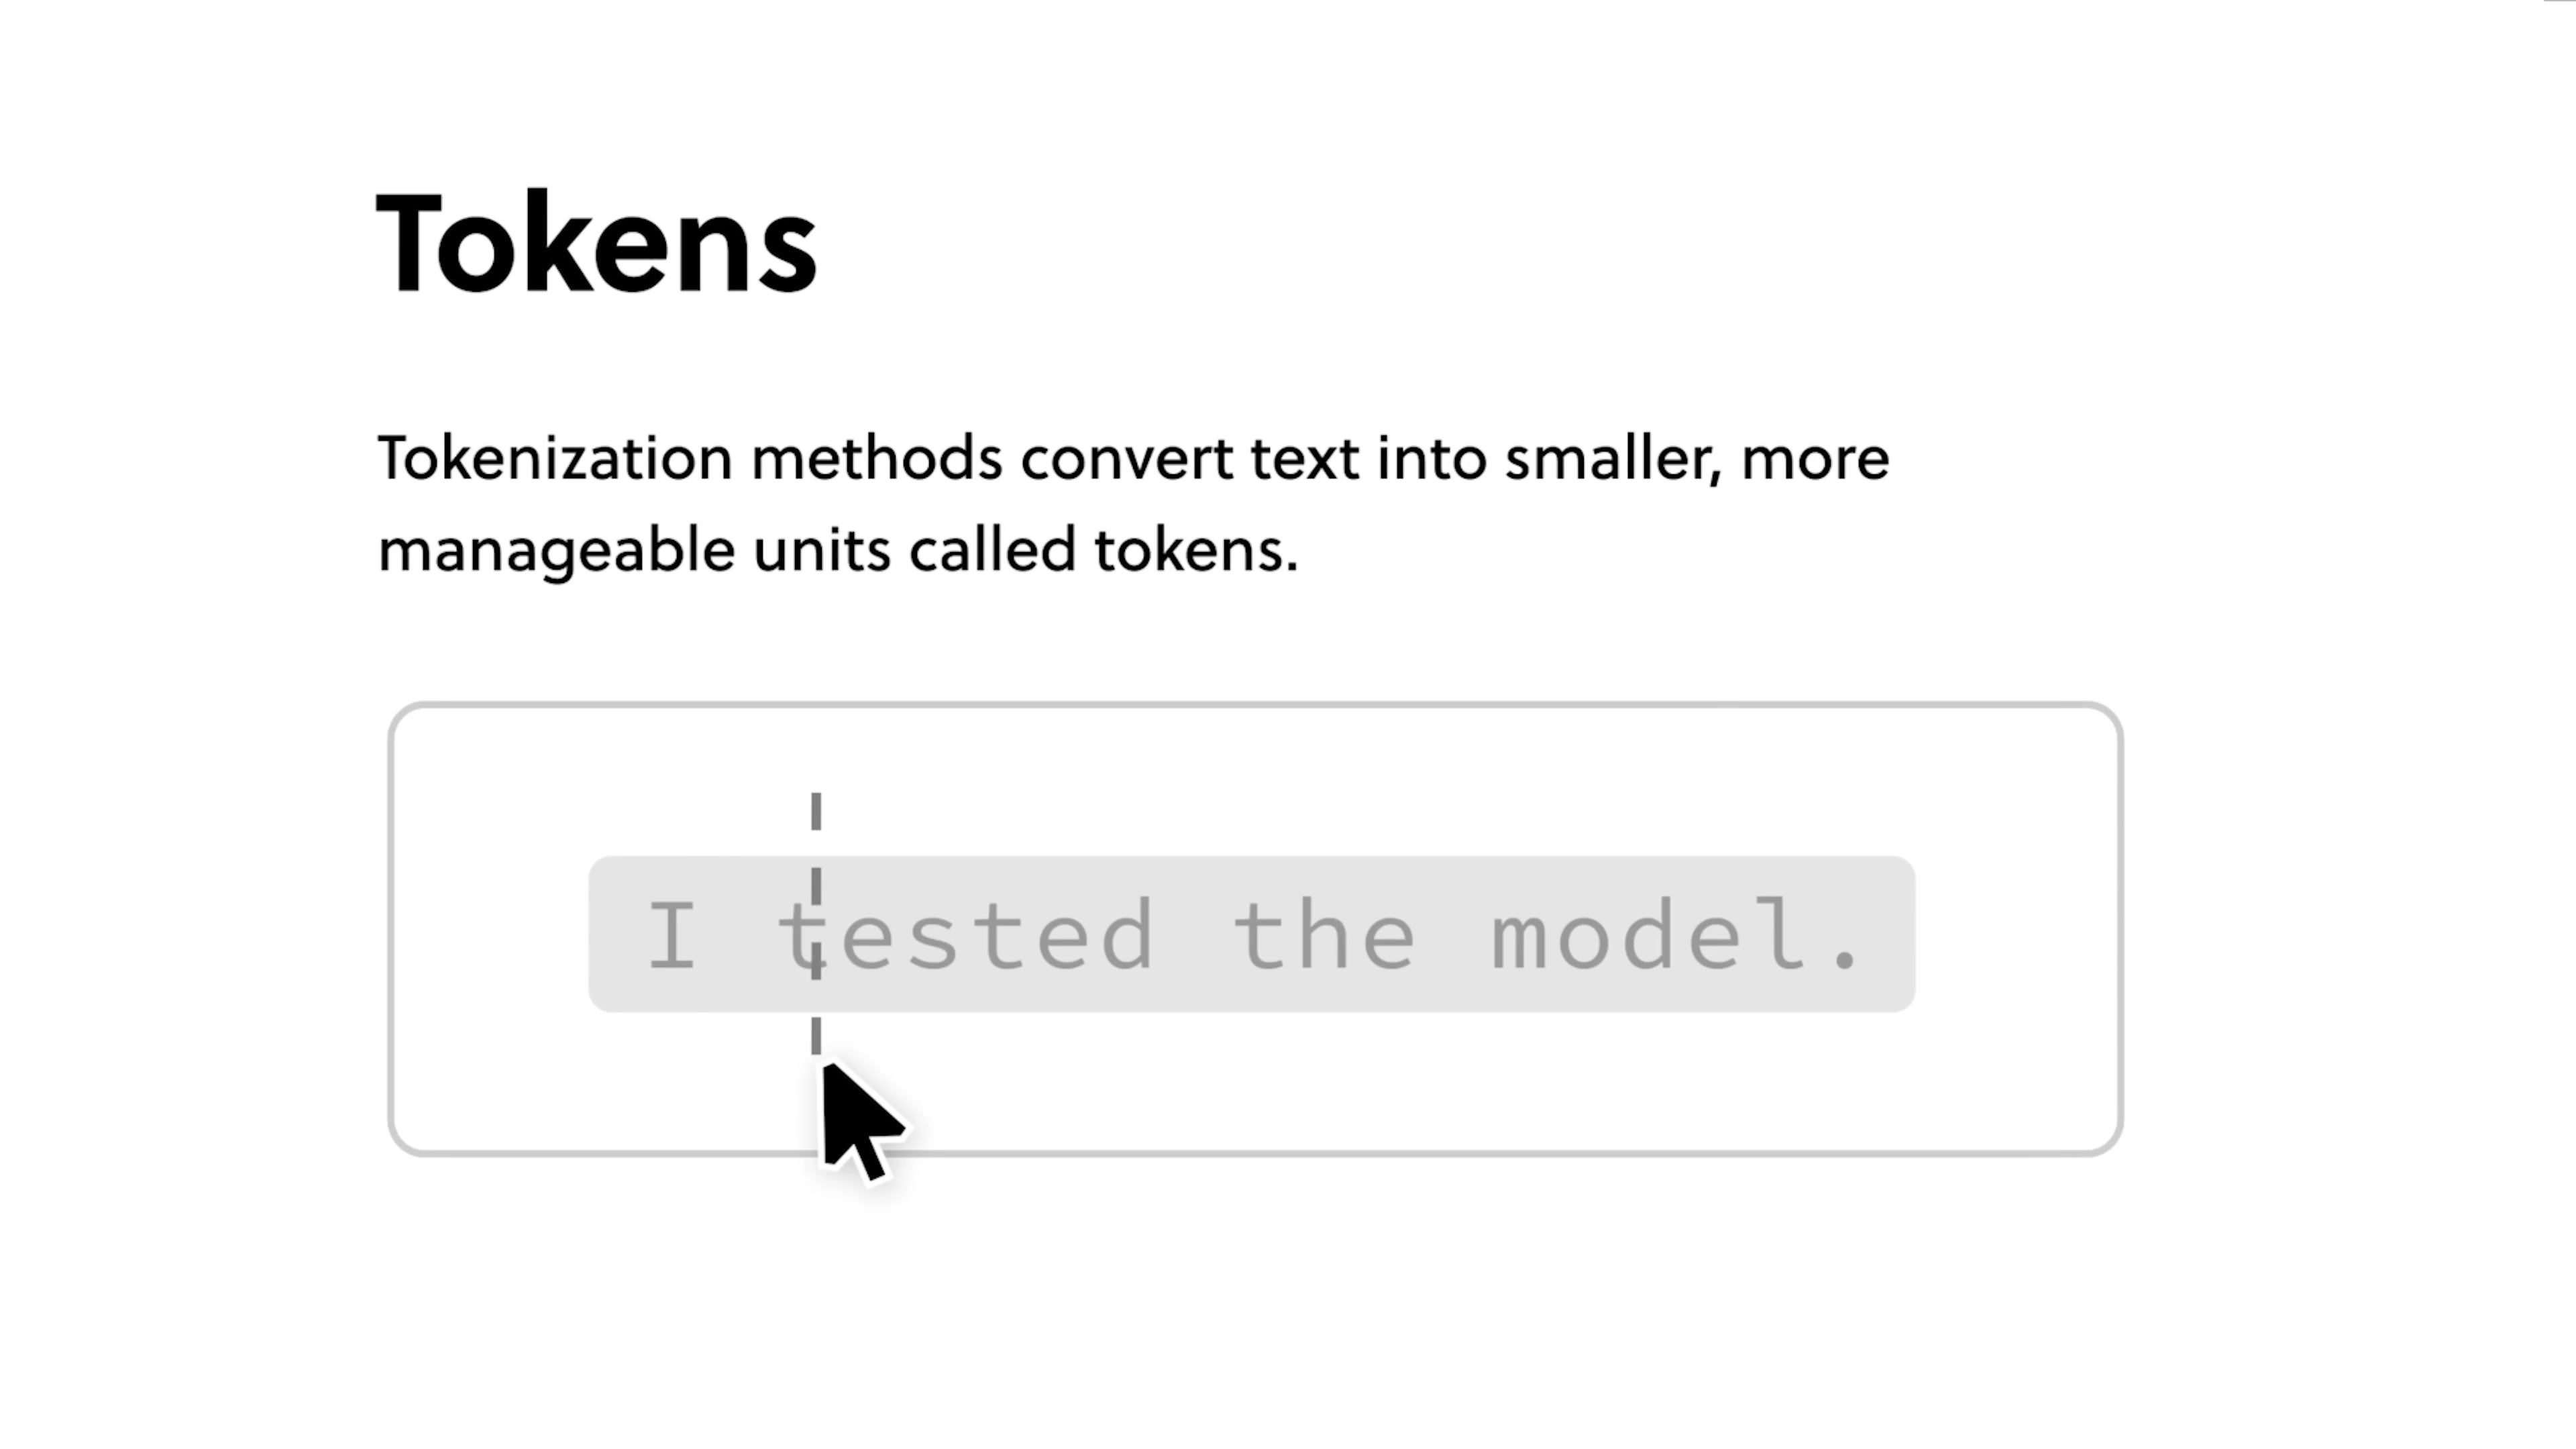 Tokens
Tokenization methods convert text into smaller, more
manageable units called tokens.
I tested the model.